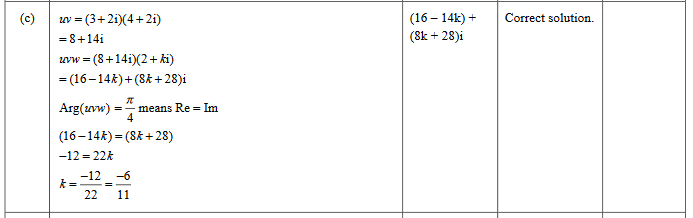 (c)
uv = (3+2i)(4+2i)
= 8+14i
uvw = (8+14i)(2+ki)
= (16−14k)+(8k+28)i
Arg(uvw) = π/4 means Re = Im
(16−14k) = (8k+28)
−12 = 22k
k = −12/22 = −6/11
(16 – 14k) +
(8k + 28)i
Correct solution.